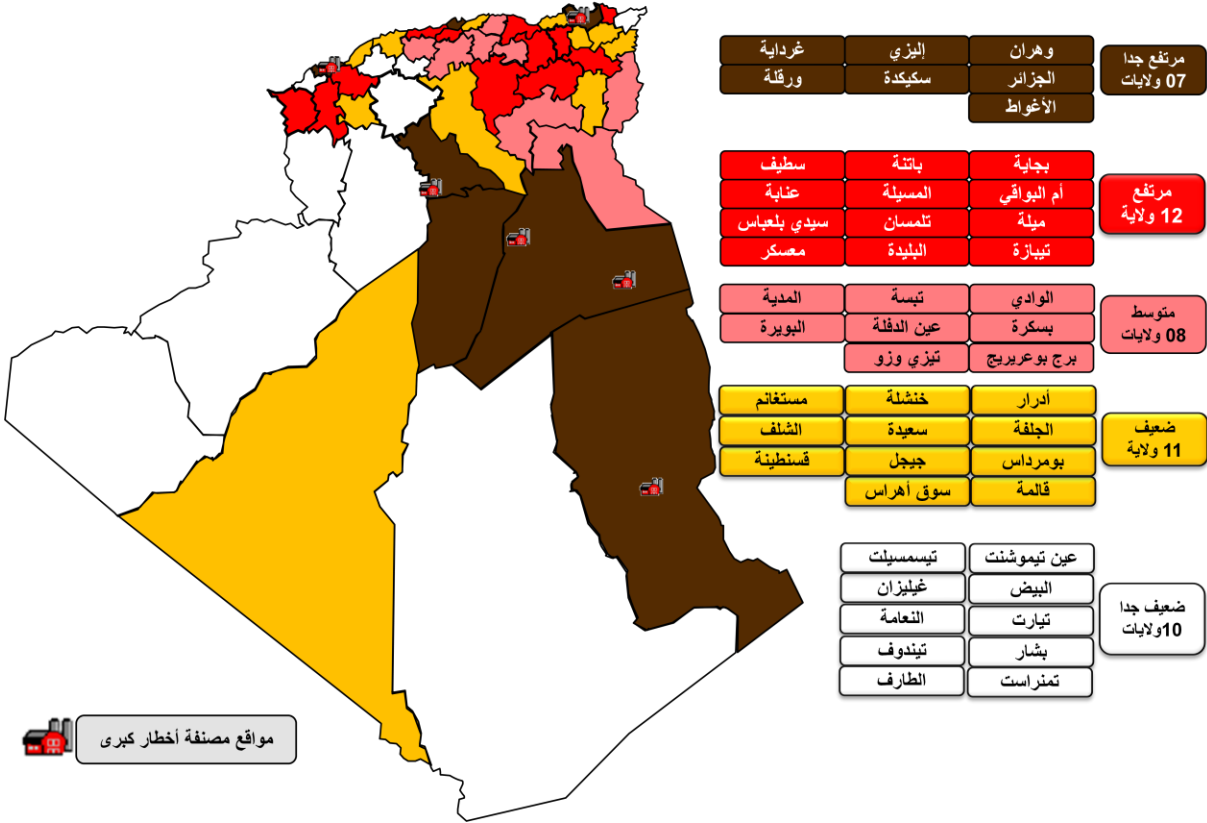 مرتفع جدا
07 ولايات
وهران إليزي غرداية
الجزائر سكيكدة ورقلة
الأغواط
مرتفع
12 ولاية
بجاية باتنة سطيف
أم البواقي المسيلة عنابة
ميلة تلمسان سيدي بلعباس
تيبازة البليدة معسكر
متوسط
08 ولايات
الوادي تبسة المدية
بسكرة عين الدفلة البويرة
برج بوعريريج تيزي وزو
ضعيف
11 ولاية
أدرار خنشلة مستغانم
الجلفة سعيدة الشلف
بومرداس جيجل قسنطينة
قالمة سوق أهراس
ضعيف جدا
10ولايات
عين تيموشنت تيسمسيلت
البيض غيليزان
تيارت النعامة
بشار تيندوف
تمنراست الطارف
مواقع مصنفة أخطار كبرى